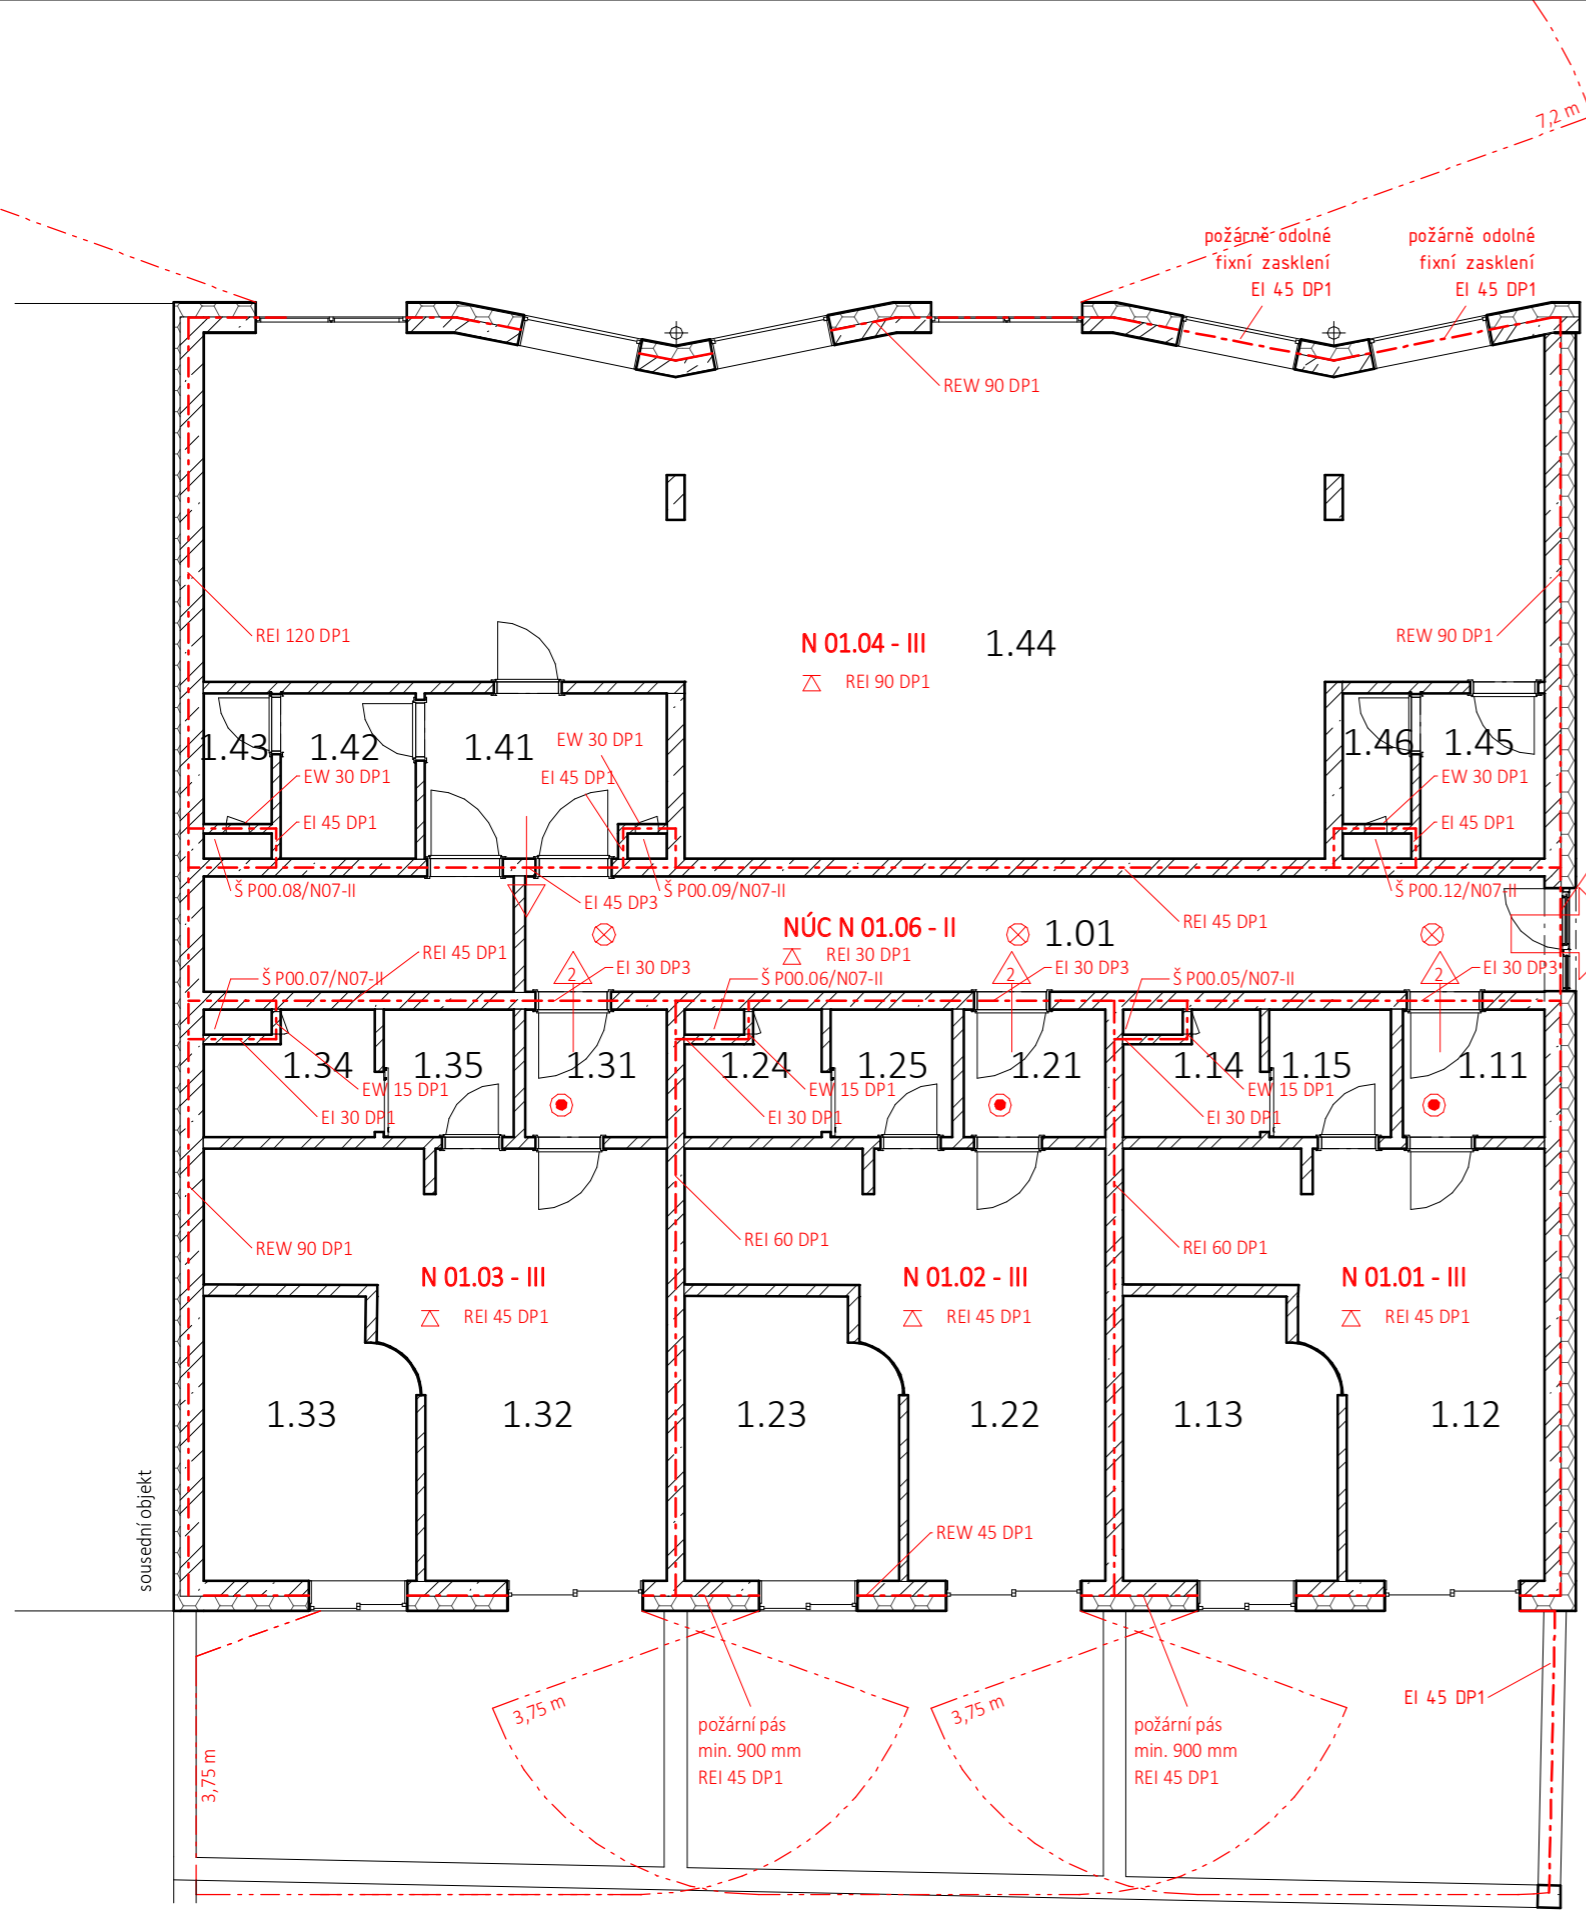 7,2 m
požárně odolné
fixní zasklení
EI 45 DP1
požárně odolné
fixní zasklení
EI 45 DP1
REW 90 DP1
REI 120 DP1
N 01.04 - III
1.44
REI 90 DP1
REW 90 DP1
1.43
1.42
1.41
EW 30 DP1
EW 30 DP1
EI 45 DP1
EI 45 DP1
1.46
1.45
EW 30 DP1
EI 45 DP1
Š P00.08/N07-II
EI 45 DP3
Š P00.09/N07-II
Š P00.12/N07-II
NÚC N 01.06 - II
1.01
REI 45 DP1
REI 30 DP1
REI 45 DP1
2
EI 30 DP3
2
EI 30 DP3
2
EI 30 DP3
Š P00.07/N07-II
Š P00.06/N07-II
Š P00.05/N07-II
1.34
1.35
1.31
1.24
1.25
1.21
1.14
1.15
1.11
EW 15 DP1
EI 30 DP1
EW 15 DP1
EI 30 DP1
EW 15 DP1
EI 30 DP1
REW 90 DP1
REI 60 DP1
REI 60 DP1
N 01.03 - III
REI 45 DP1
N 01.02 - III
REI 45 DP1
N 01.01 - III
REI 45 DP1
1.33
1.32
1.23
1.22
1.13
1.12
sousední objekt
REW 45 DP1
3,75 m
3,75 m
3,75 m
požární pás
min. 900 mm
REI 45 DP1
požární pás
min. 900 mm
REI 45 DP1
EI 45 DP1